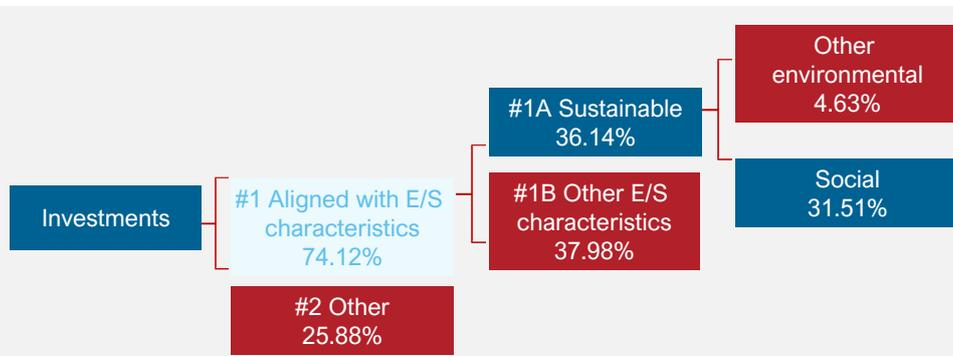 Investments
#1 Aligned with E/S
characteristics
74.12%
#2 Other
25.88%
#1A Sustainable
36.14%
#1B Other E/S
characteristics
37.98%
Other
environmental
4.63%
Social
31.51%